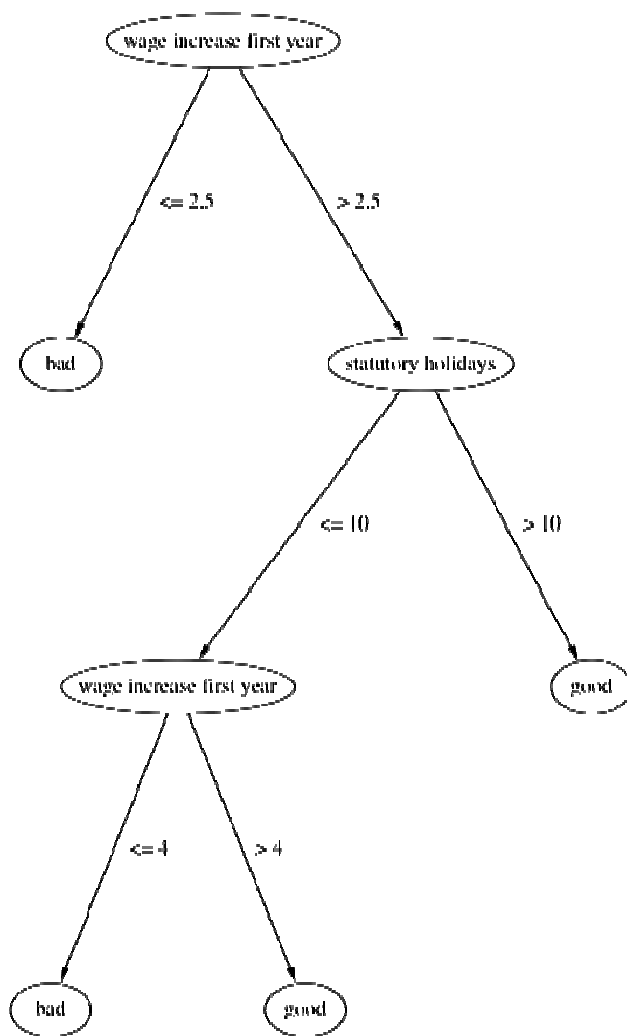 wage increase first year
<= 2.5
> 2.5
bad
statutory holidays
<= 10
> 10
wage increase first year
good
<= 4
> 4
bad
good